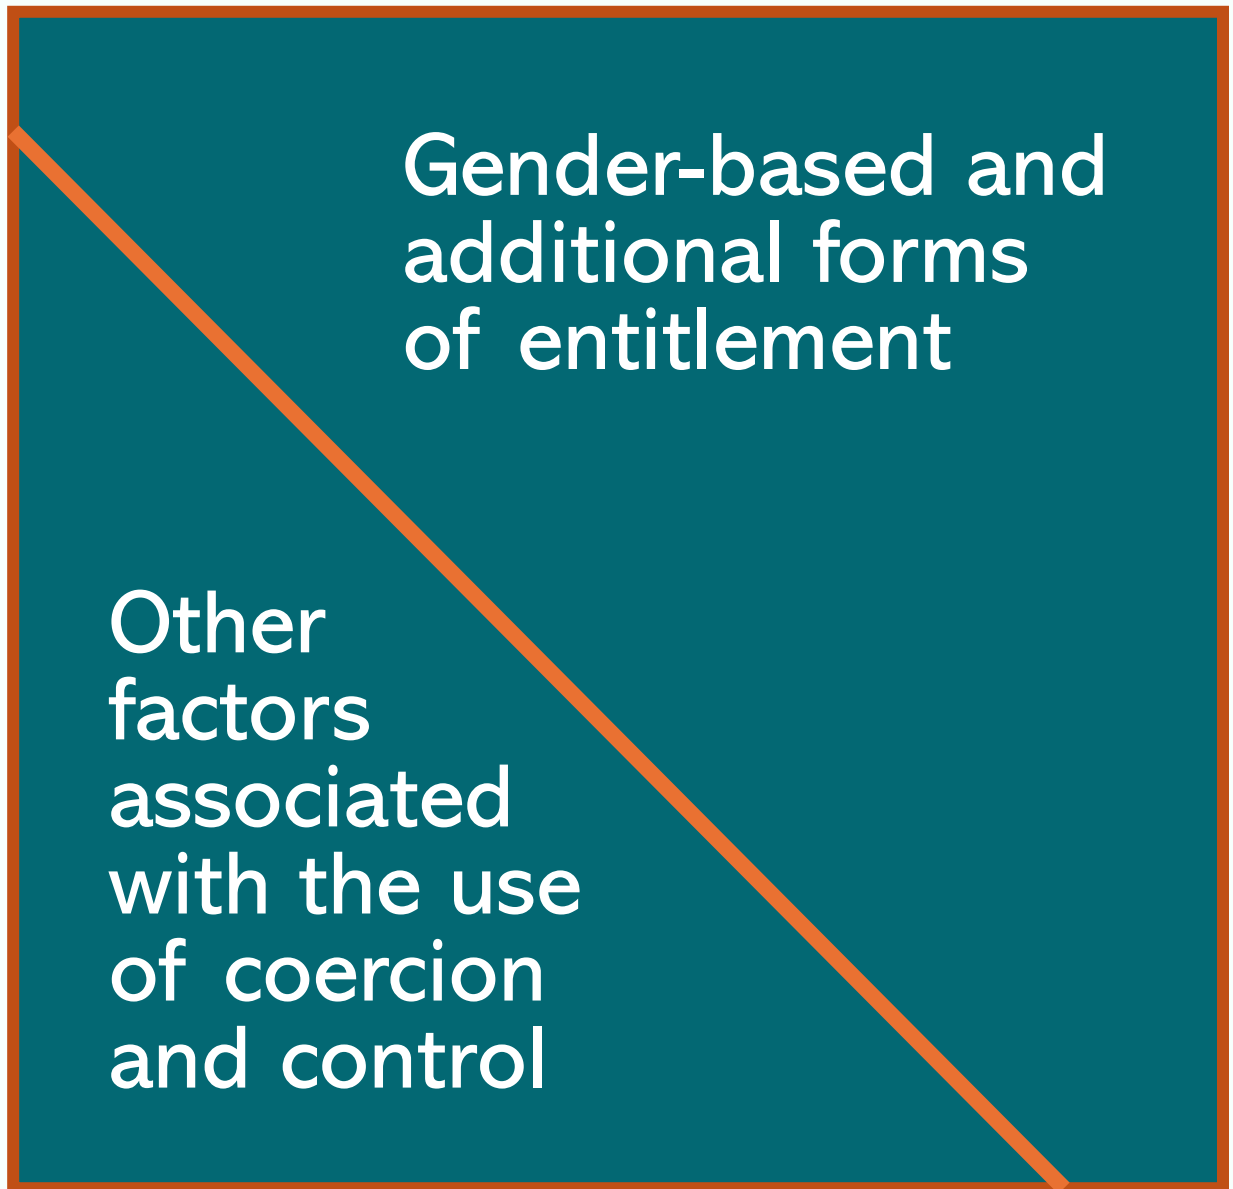 Gender-based and
additional forms
of entitlement
Other
factors
associated
with the use
of coercion
and control